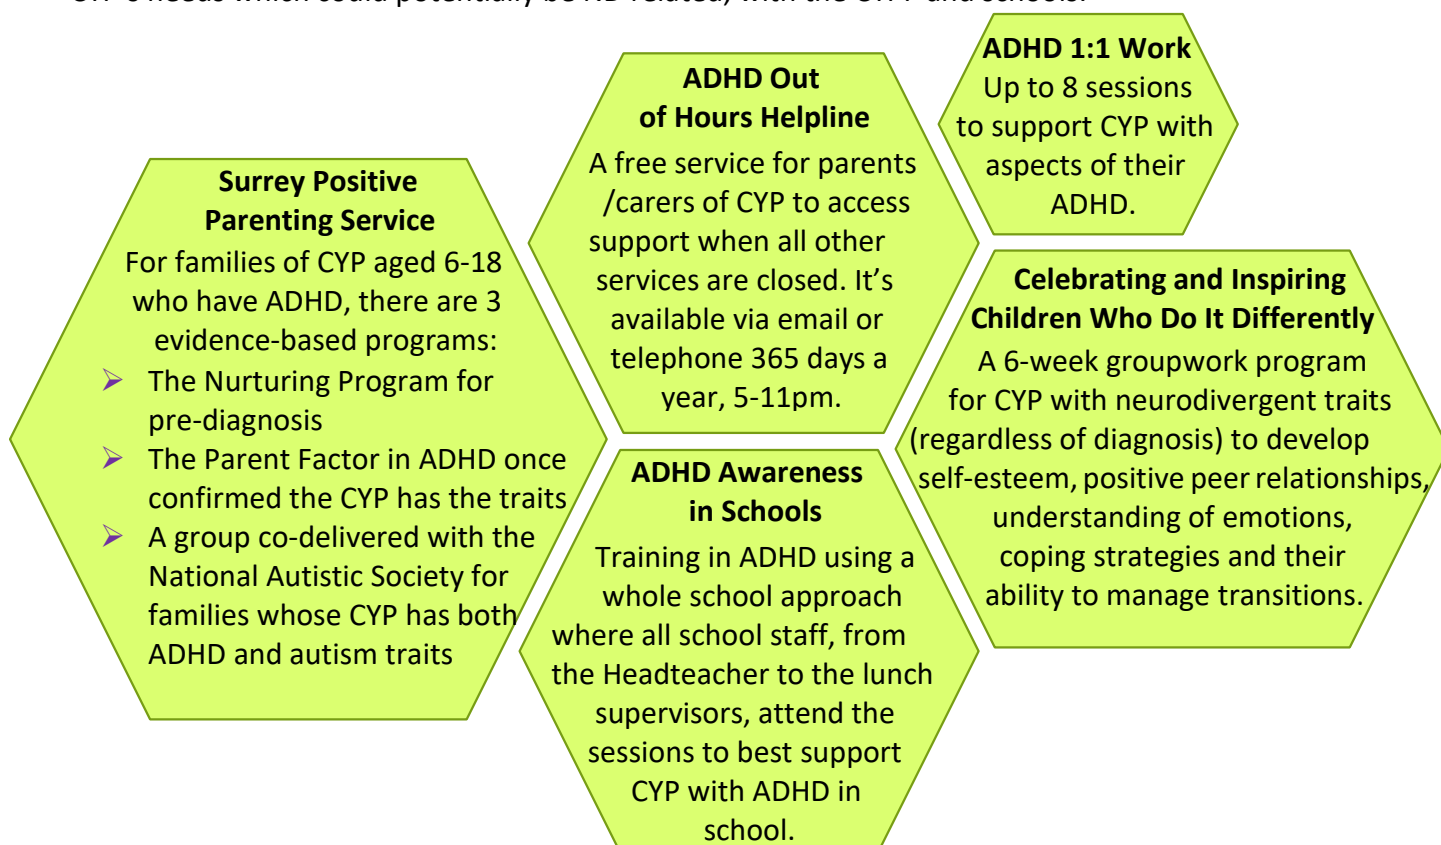 Surrey Positive
Parenting Service
For families of CYP aged 6-18
who have ADHD, there are 3
evidence-based programs:
➢ The Nurturing Program for
pre-diagnosis
➢ The Parent Factor in ADHD once
confirmed the CYP has the traits
➢ A group co-delivered with the
National Autistic Society for
families whose CYP has both
ADHD and autism traits
ADHD Out
of Hours Helpline
A free service for parents
/carers of CYP to access
support when all other
services are closed. It’s
available via email or
telephone 365 days a
year, 5-11pm.
ADHD Awareness
in Schools
Training in ADHD using a
whole school approach
where all school staff, from
the Headteacher to the lunch
supervisors, attend the
sessions to best support
CYP with ADHD in
school.
ADHD 1:1 Work
Up to 8 sessions
to support CYP with
aspects of their
ADHD.
Celebrating and Inspiring
Children Who Do It Differently
A 6-week groupwork program
for CYP with neurodivergent traits
(regardless of diagnosis) to develop
self-esteem, positive peer relationships,
understanding of emotions,
coping strategies and their
ability to manage transitions.